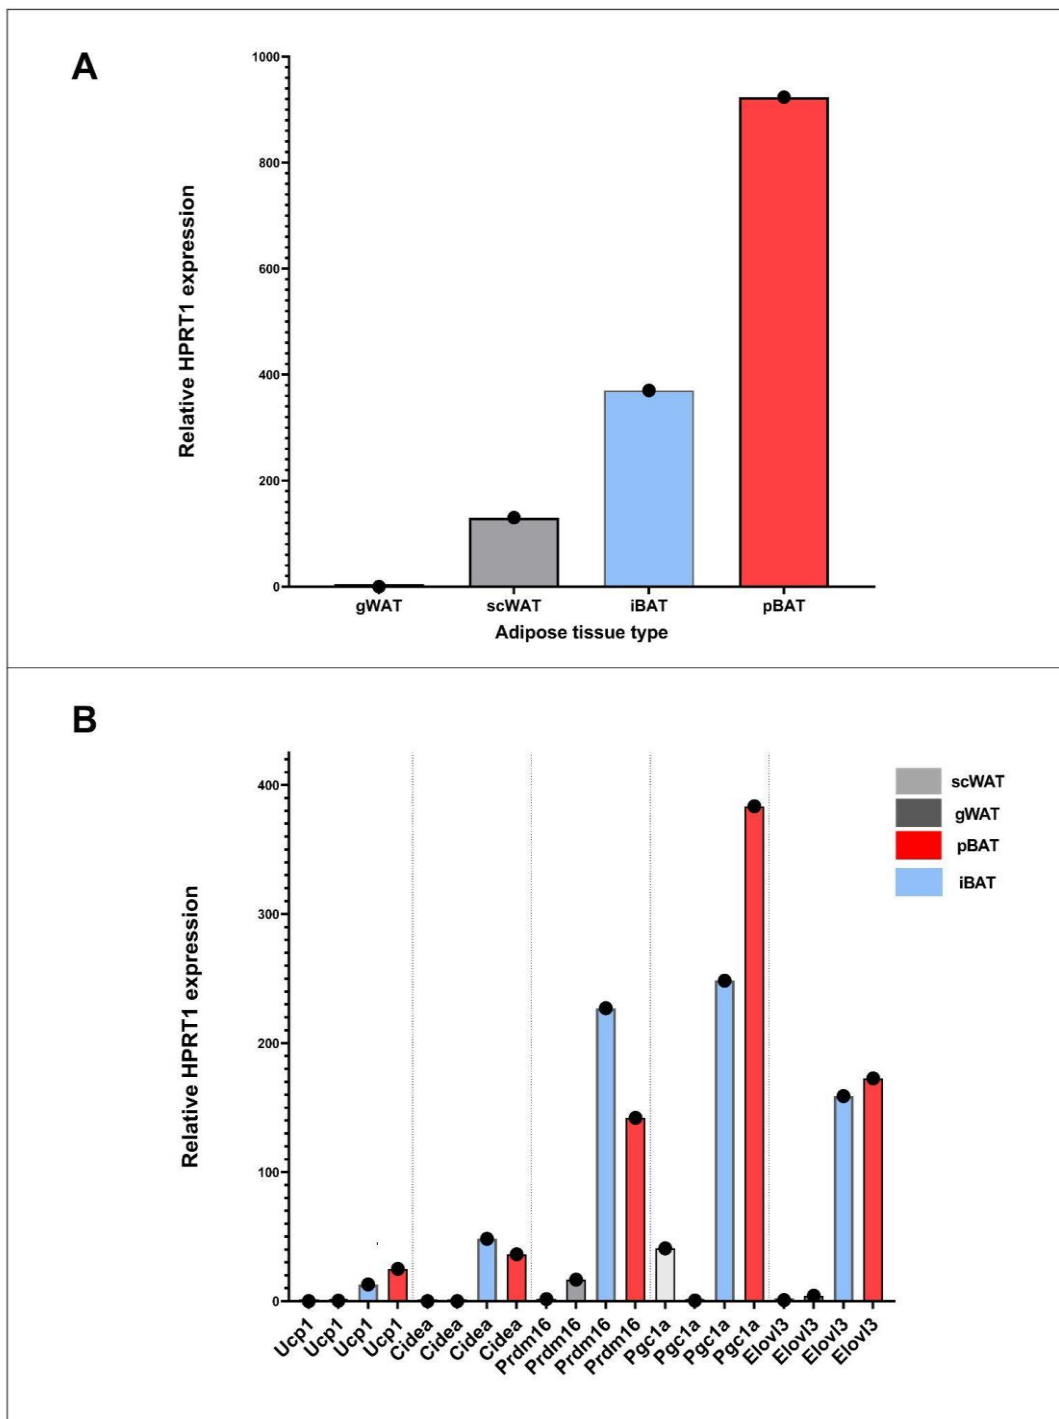 A
Relative HPRT1 expression
1000
800
600
400
200
0
gWAT scWAT iBAT pBAT
Adipose tissue type
B
Relative HPRT1 expression
400
300
200
100
0
scWAT
gWAT
pBAT
iBAT
Ucp1 Ucp1 Ucp1 Ucp1 Cidea Cidea Cidea Cidea Prdm16 Prdm16 Prdm16 Prdm16 Pgc1a Pgc1a Pgc1a Pgc1a Elovl3 Elovl3 Elovl3 Elovl3